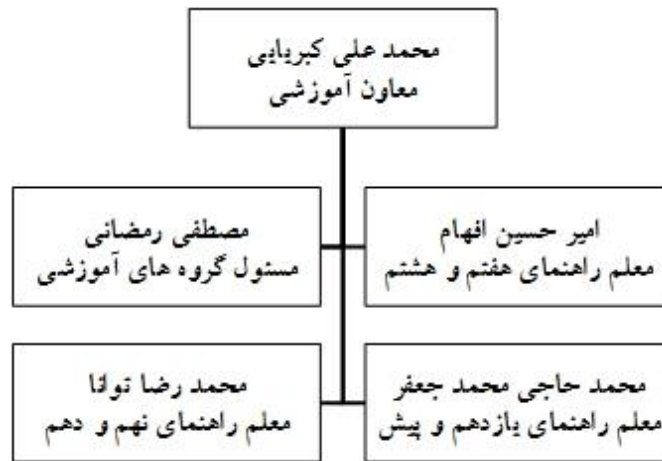 محمد علی کبریایی
معاون آموزشی
امیر حسین افهام
معلم راهنمای هفتم و هشتم
مصطفی رمضانی
مسئول گروه های آموزشی
محمد حاجی محمد جعفر
معلم راهنمای یازدهم و پیش
محمد رضا توانا
معلم راهنمای نهم و دهم